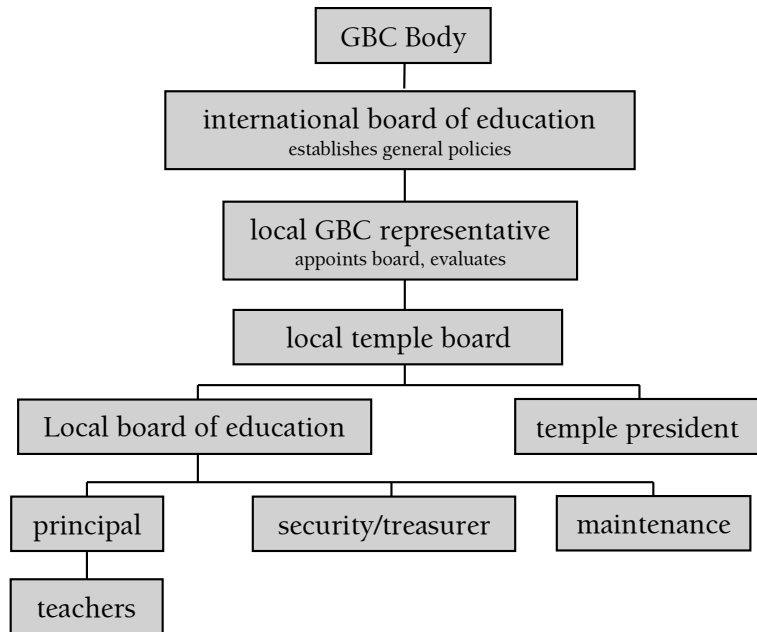 GBC Body
international board of education
establishes general policies
local GBC representative
appoints board, evaluates
local temple board
Local board of education
temple president
principal
security/treasurer
maintenance
teachers